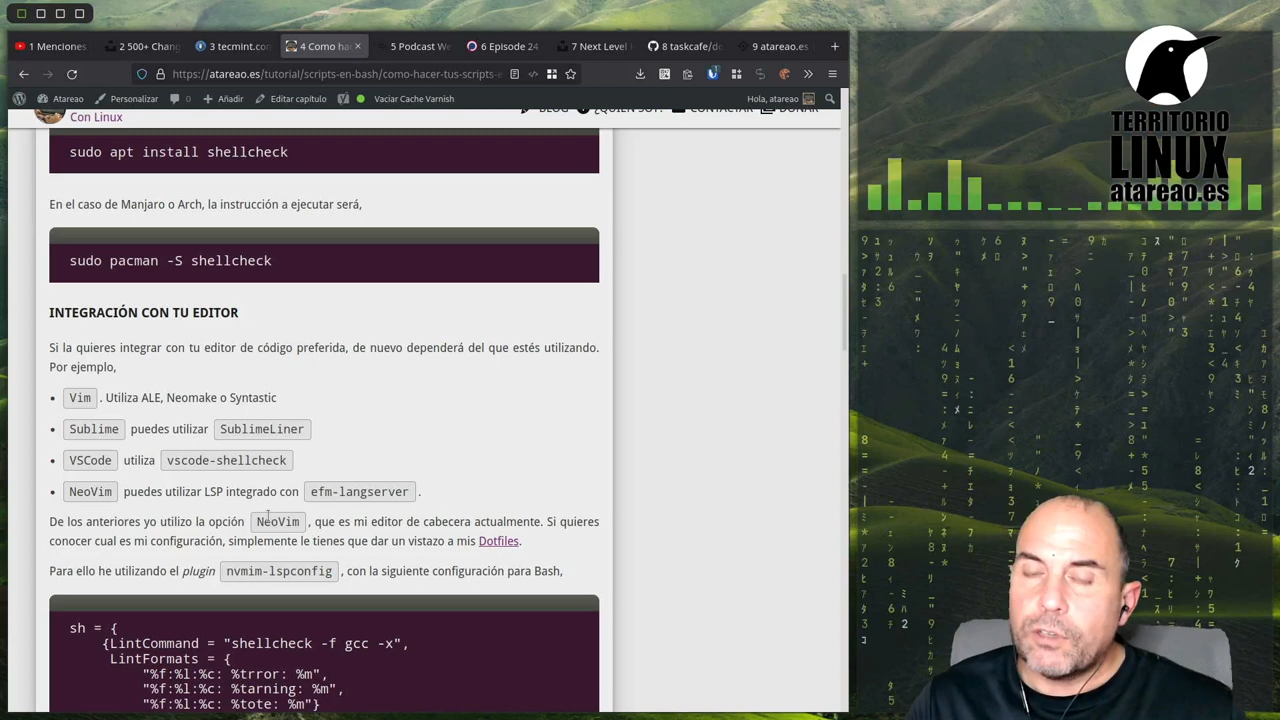 1 Menciones
2 500+ Chang
3 tecmint.com
4 Como ha
5 Podcast We
6 Episode 24
7 Next Level
8 taskcafe/do
9 atareao.es
https://atareao.es/tutorial/scripts-en-bash/como-hacer-tus-scripts-
Atareao
Personalizar
0
Añadir
Editar capítulo
Vaciar Cache Varnish
Hola, atareao
Con Linux
BLOG
¿QUIÉN SOY?
CONTACTAR
DONAR
sudo apt install shellcheck
En el caso de Manjaro o Arch, la instrucción a ejecutar será,
sudo pacman -S shellcheck
INTEGRACIÓN CON TU EDITOR
Si la quieres integrar con tu editor de código preferida, de nuevo dependerá del que estés utilizando.
Por ejemplo,
• Vim . Utiliza ALE, Neomake o Syntastic
• Sublime puedes utilizar SublimeLiner
• VSCode utiliza vscode-shellcheck
• NeoVim puedes utilizar LSP integrado con efm-langserver .
De los anteriores yo utilizo la opción NeoVim , que es mi editor de cabecera actualmente. Si quieres
conocer cual es mi configuración, simplemente le tienes que dar un vistazo a mis Dotfiles.
Para ello he utilizando el plugin nvmim-lspconfig , con la siguiente configuración para Bash,
sh = {
{LintCommand = "shellcheck -f gcc -x",
LintFormats = {
"%f:%l:%c: %trror: %m",
"%f:%l:%c: %tarning: %m",
"%f:%l:%c: %tote: %m"}
TERRITORIO
LINUX
atareao.es